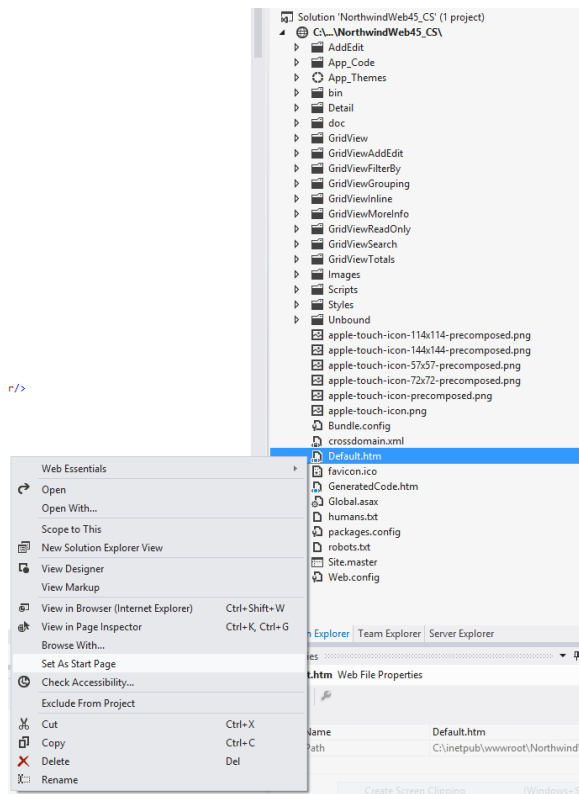 Solution 'NorthwindWeb45_CS' (1 project)
C:\...\NorthwindWeb45_CS\
AddEdit
App_Code
App_Themes
bin
Detail
doc
GridView
GridViewAddEdit
GridViewFilterBy
GridViewGrouping
GridViewInline
GridViewMoreInfo
GridViewReadOnly
GridViewSearch
GridViewTotals
Images
Scripts
Styles
Unbound
apple-touch-icon-114x114-precomposed.png
apple-touch-icon-144x144-precomposed.png
apple-touch-icon-57x57-precomposed.png
apple-touch-icon-72x72-precomposed.png
apple-touch-icon-precomposed.png
apple-touch-icon.png
Bundle.config
crossdomain.xml
Default.htm
favicon.ico
GeneratedCode.htm
Global.asax
humans.txt
packages.config
robots.txt
Site.master
Web.config
r/>
Web Essentials
Open
Open With...
Scope to This
New Solution Explorer View
View Designer
View Markup
View in Browser (Internet Explorer) Ctrl+Shift+W
View in Page Inspector Ctrl+K, Ctrl+G
Browse With...
Set As Start Page
Check Accessibility...
Exclude From Project
Cut Ctrl+X
Copy Ctrl+C
Delete Del
Rename
n Explorer Team Explorer Server Explorer
ies
t.htm Web File Properties
Name Default.htm
Path C:\inetpub\wwwroot\Northwind
Create Screen Clipping (Windows+S